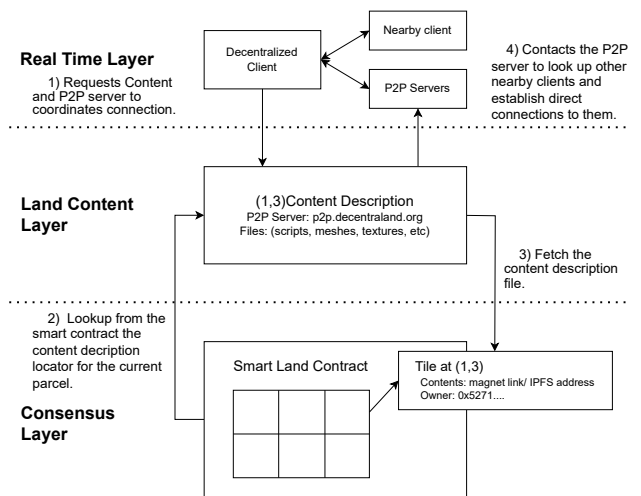 Real Time Layer
1) Requests Content
and P2P server to
coordinates connection.
Decentralized
Client
Nearby client
P2P Servers
4) Contacts the P2P
server to look up other
nearby clients and
establish direct
connections to them.
Land Content
Layer
(1,3)Content Description
P2P Server: p2p.decentraland.org
Files: (scripts, meshes, textures, etc)
3) Fetch the
content description
file.
2) Lookup from the
smart contract the
content decription
locator for the current
parcel.
Consensus
Layer
Smart Land Contract
Tile at (1,3)
Contents: magnet link/ IPFS address
Owner: 0x5271....